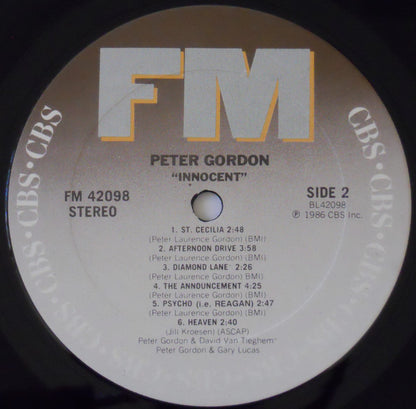 FM
CBS·CBS·CBS·CBS
PETER GORDON
"INNOCENT"
FM 42098
STEREO
SIDE 2
BL42098
℗ 1986 CBS Inc.
1. ST. CECILIA 2:48
(Peter Laurence Gordon) (BMI)
2. AFTERNOON DRIVE 3:58
(Peter Laurence Gordon) (BMI)
3. DIAMOND LANE 2:26
(Peter Laurence Gordon) (BMI)
4. THE ANNOUNCEMENT 4:25
(Peter Laurence Gordon) (BMI)
5. PSYCHO (i.e. REAGAN) 2:47
(Peter Laurence Gordon) (BMI)
6. HEAVEN 2:40
(Jill Kroesen) (ASCAP)
Peter Gordon & David Van Tieghem
Peter Gordon & Gary Lucas
CBS·CBS·CBS·CBS